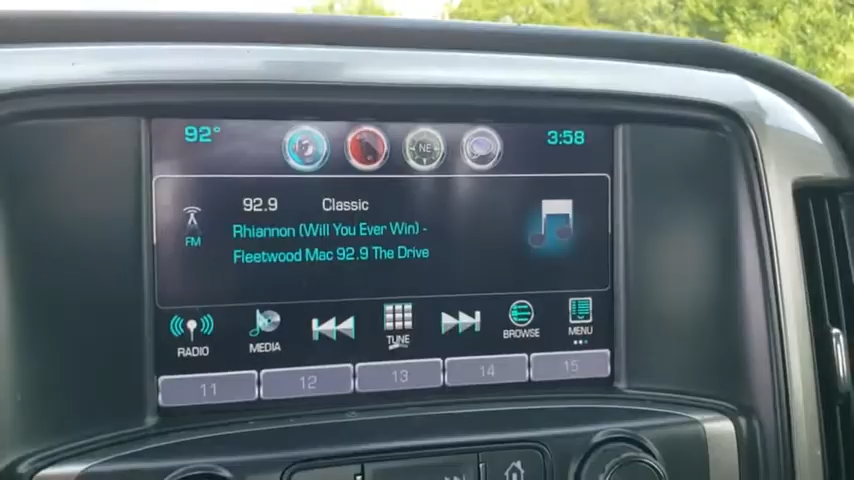 92° NE 3:58
92.9 Classic
FM
Rhiannon (Will You Ever Win) -
Fleetwood Mac 92.9 The Drive
RADIO MEDIA TUNE BROWSE MENU
11 12 13 14 15